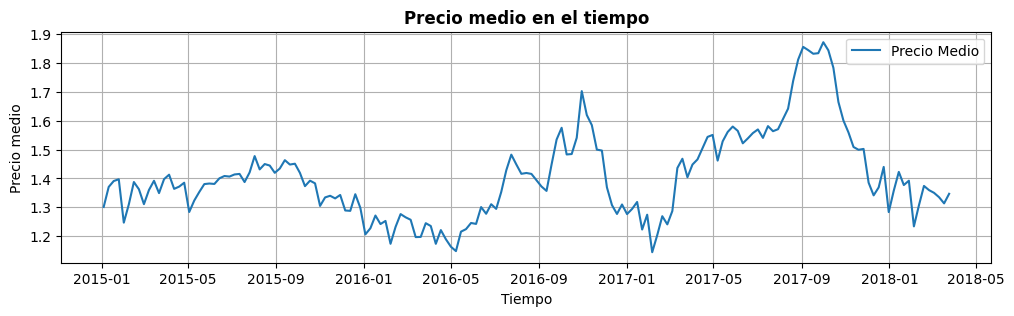 Precio medio en el tiempo
Precio medio
1.9
1.8
1.7
1.6
1.5
1.4
1.3
1.2
Precio Medio
2015-01 2015-05 2015-09 2016-01 2016-05 2016-09 2017-01 2017-05 2017-09 2018-01 2018-05
Tiempo